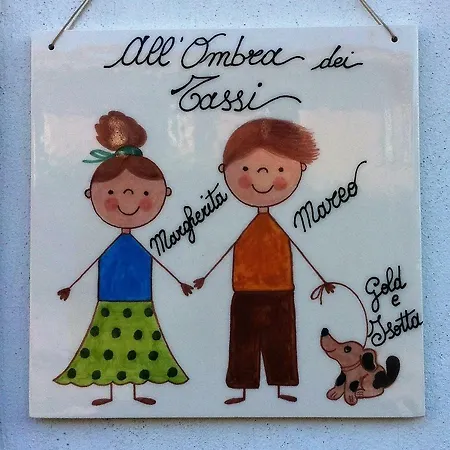 All'Ombra dei
Tassi
Margherita
Marco
Gold
e
Isotta